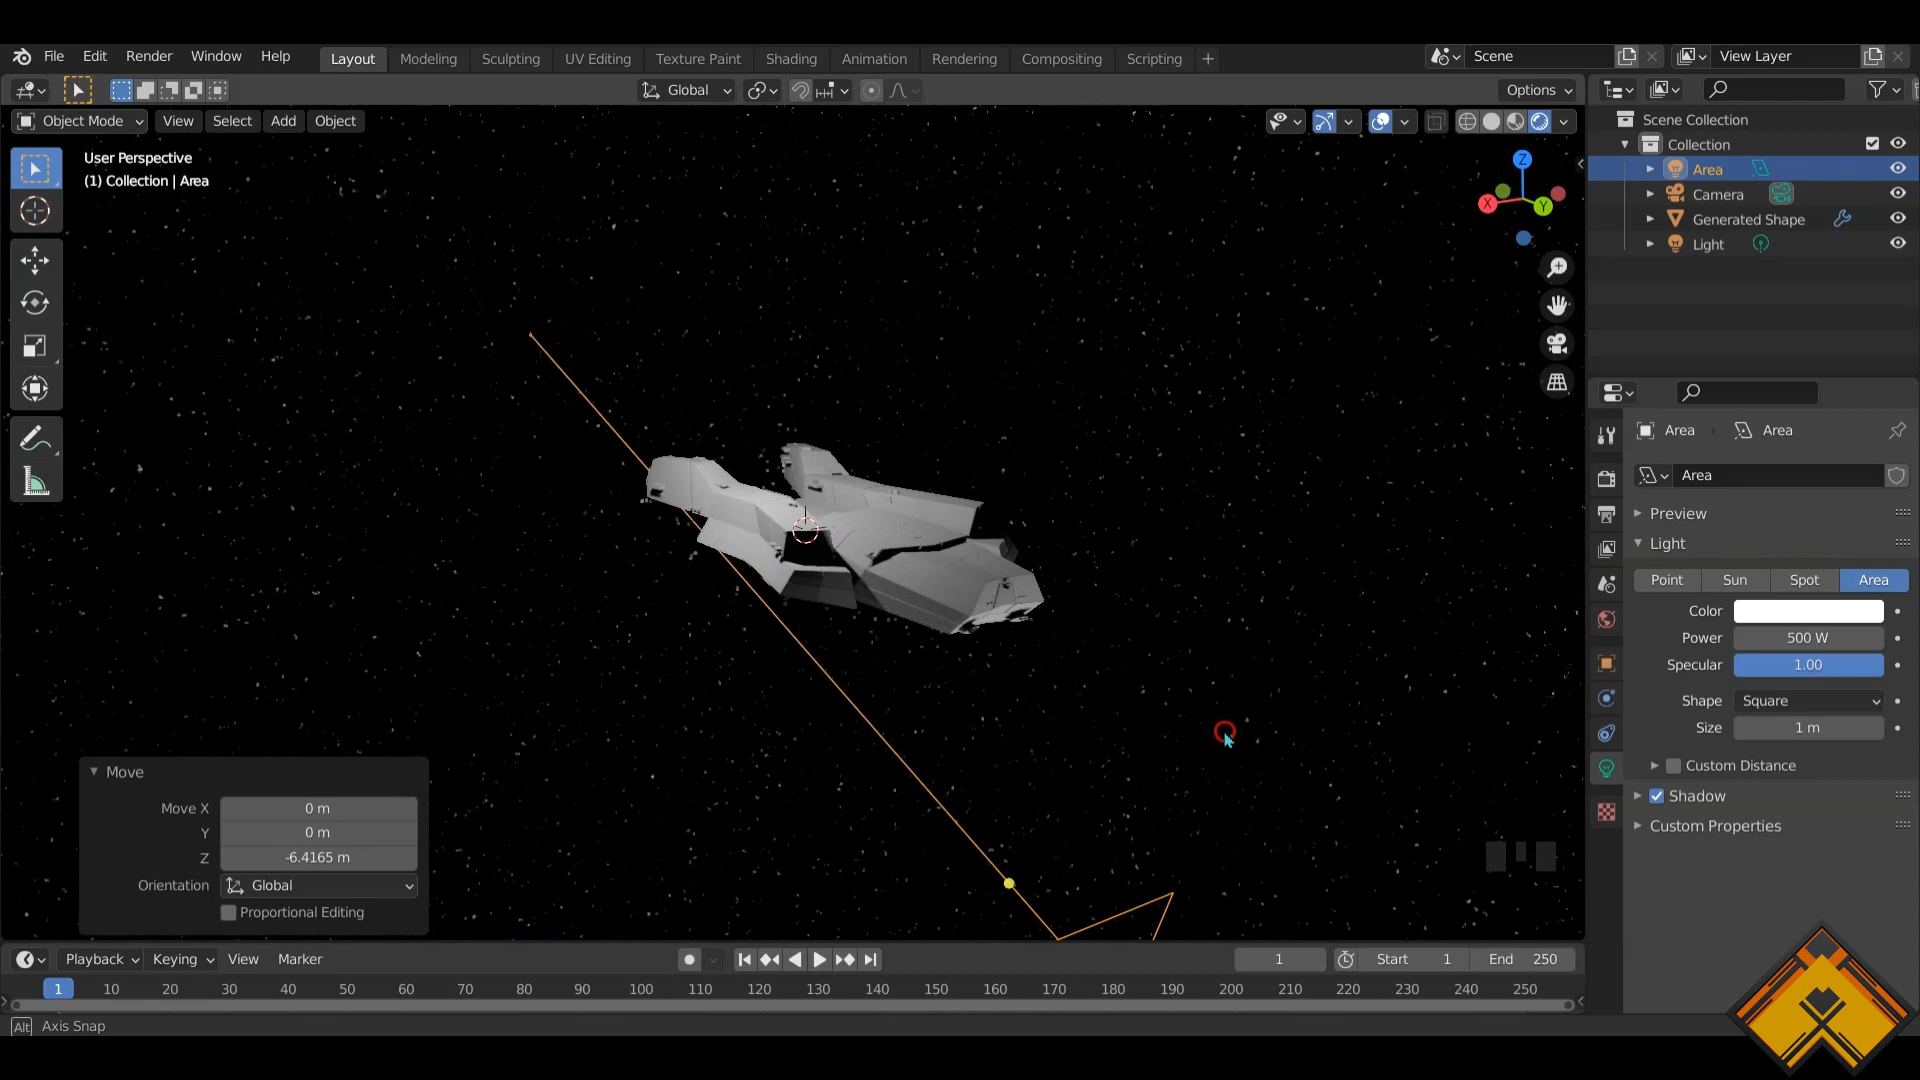 File Edit Render Window Help Layout Modeling Sculpting UV Editing Texture Paint Shading Animation Rendering Compositing Scripting + Scene View Layer
Global Options
Object Mode View Select Add Object
User Perspective
(1) Collection | Area
Z
X
Y
Scene Collection
Collection
Area
Camera
Generated Shape
Light
Area Area
Area
Preview
Light
Point Sun Spot Area
Color
Power 500 W
Specular 1.00
Shape Square
Size 1 m
Custom Distance
Shadow
Custom Properties
Move
Move X 0 m
Y 0 m
Z -6.4165 m
Orientation Global
Proportional Editing
Playback Keying View Marker 1 Start 1 End 250
1 10 20 30 40 50 60 70 80 90 100 110 120 130 140 150 160 170 180 190 200 210 220 230 240 250
Alt Axis Snap